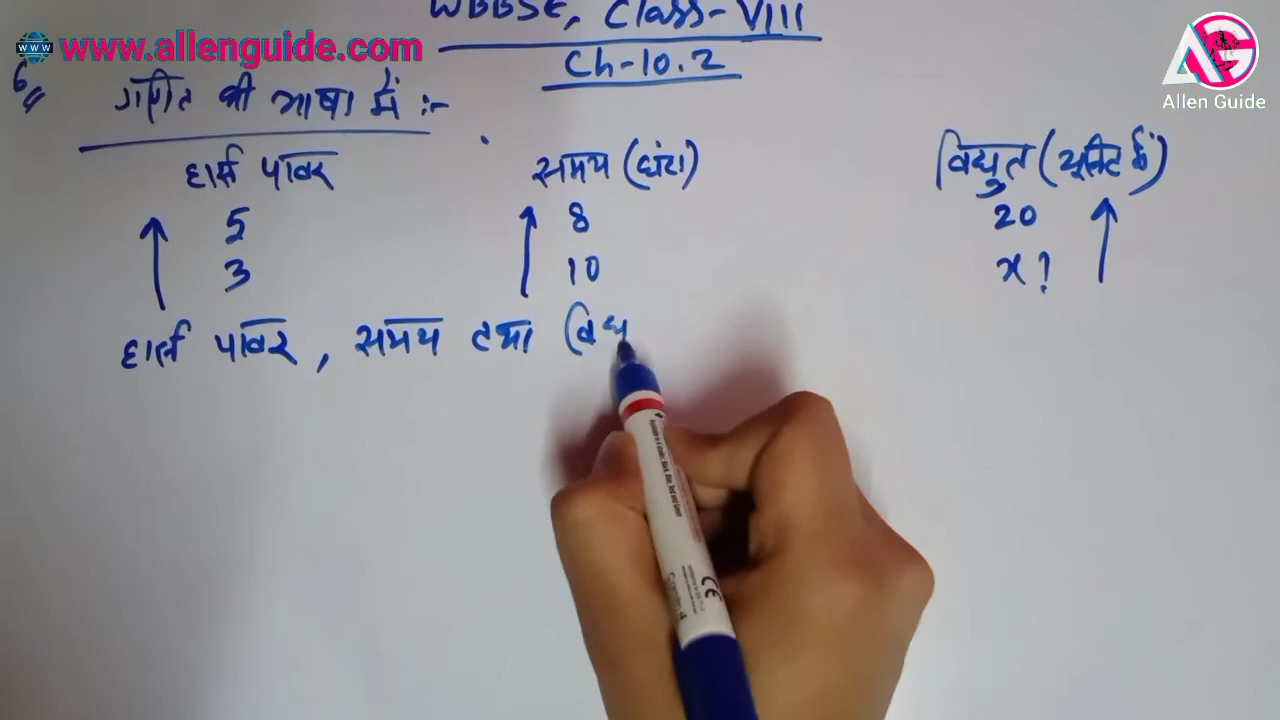 WBBSE, Class-VIII
www.allenguide.com
Ch-10.2
Allen Guide
6 गणित की भाषा में :-
हार्स पॉवर समय (घंटा) विद्युत (यूनिट में)
5 8 20
3 10 x ?
हार्स पॉवर , समय तथा विद्यु